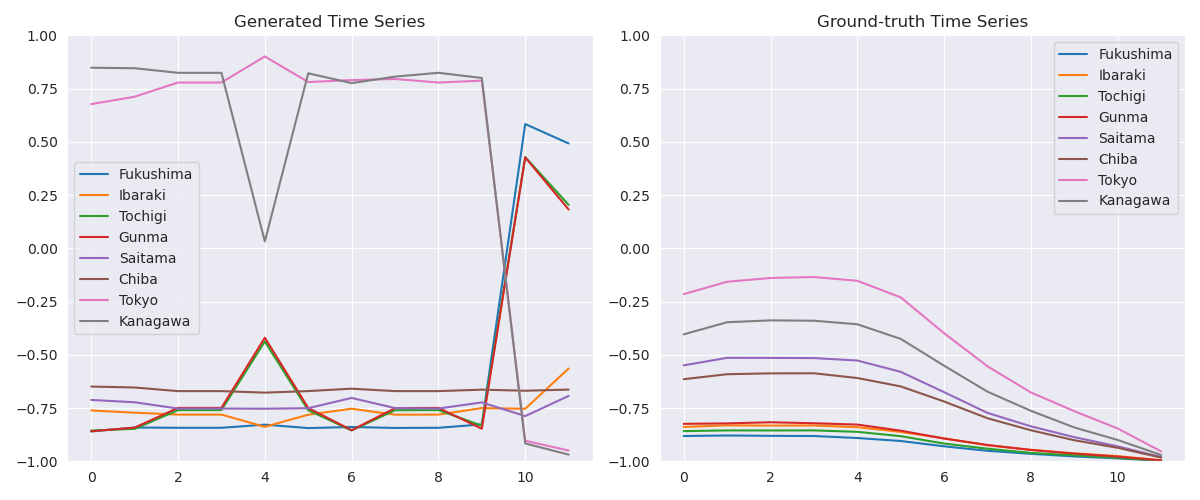 Generated Time Series
1.00
0.75
0.50
0.25
0.00
−0.25
−0.50
−0.75
−1.00
0 2 4 6 8 10
Fukushima
Ibaraki
Tochigi
Gunma
Saitama
Chiba
Tokyo
Kanagawa
Ground-truth Time Series
1.00
0.75
0.50
0.25
0.00
−0.25
−0.50
−0.75
−1.00
0 2 4 6 8 10
Fukushima
Ibaraki
Tochigi
Gunma
Saitama
Chiba
Tokyo
Kanagawa